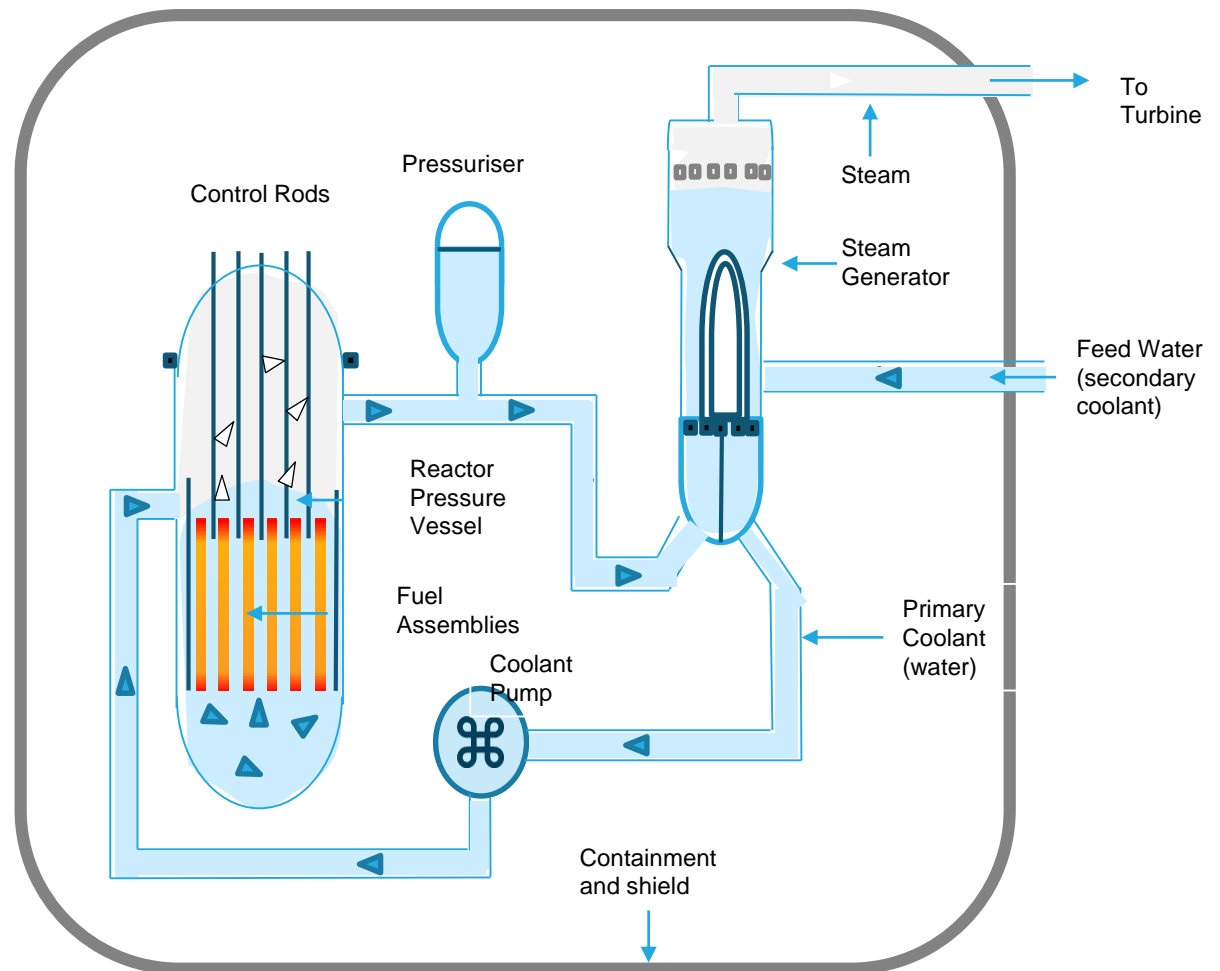 To
Turbine
Pressuriser
Control Rods
Steam
Steam
Generator
Feed Water
(secondary
coolant)
Reactor
Pressure
Vessel
Fuel
Assemblies
Primary
Coolant
(water)
Coolant
Pump
Containment
and shield